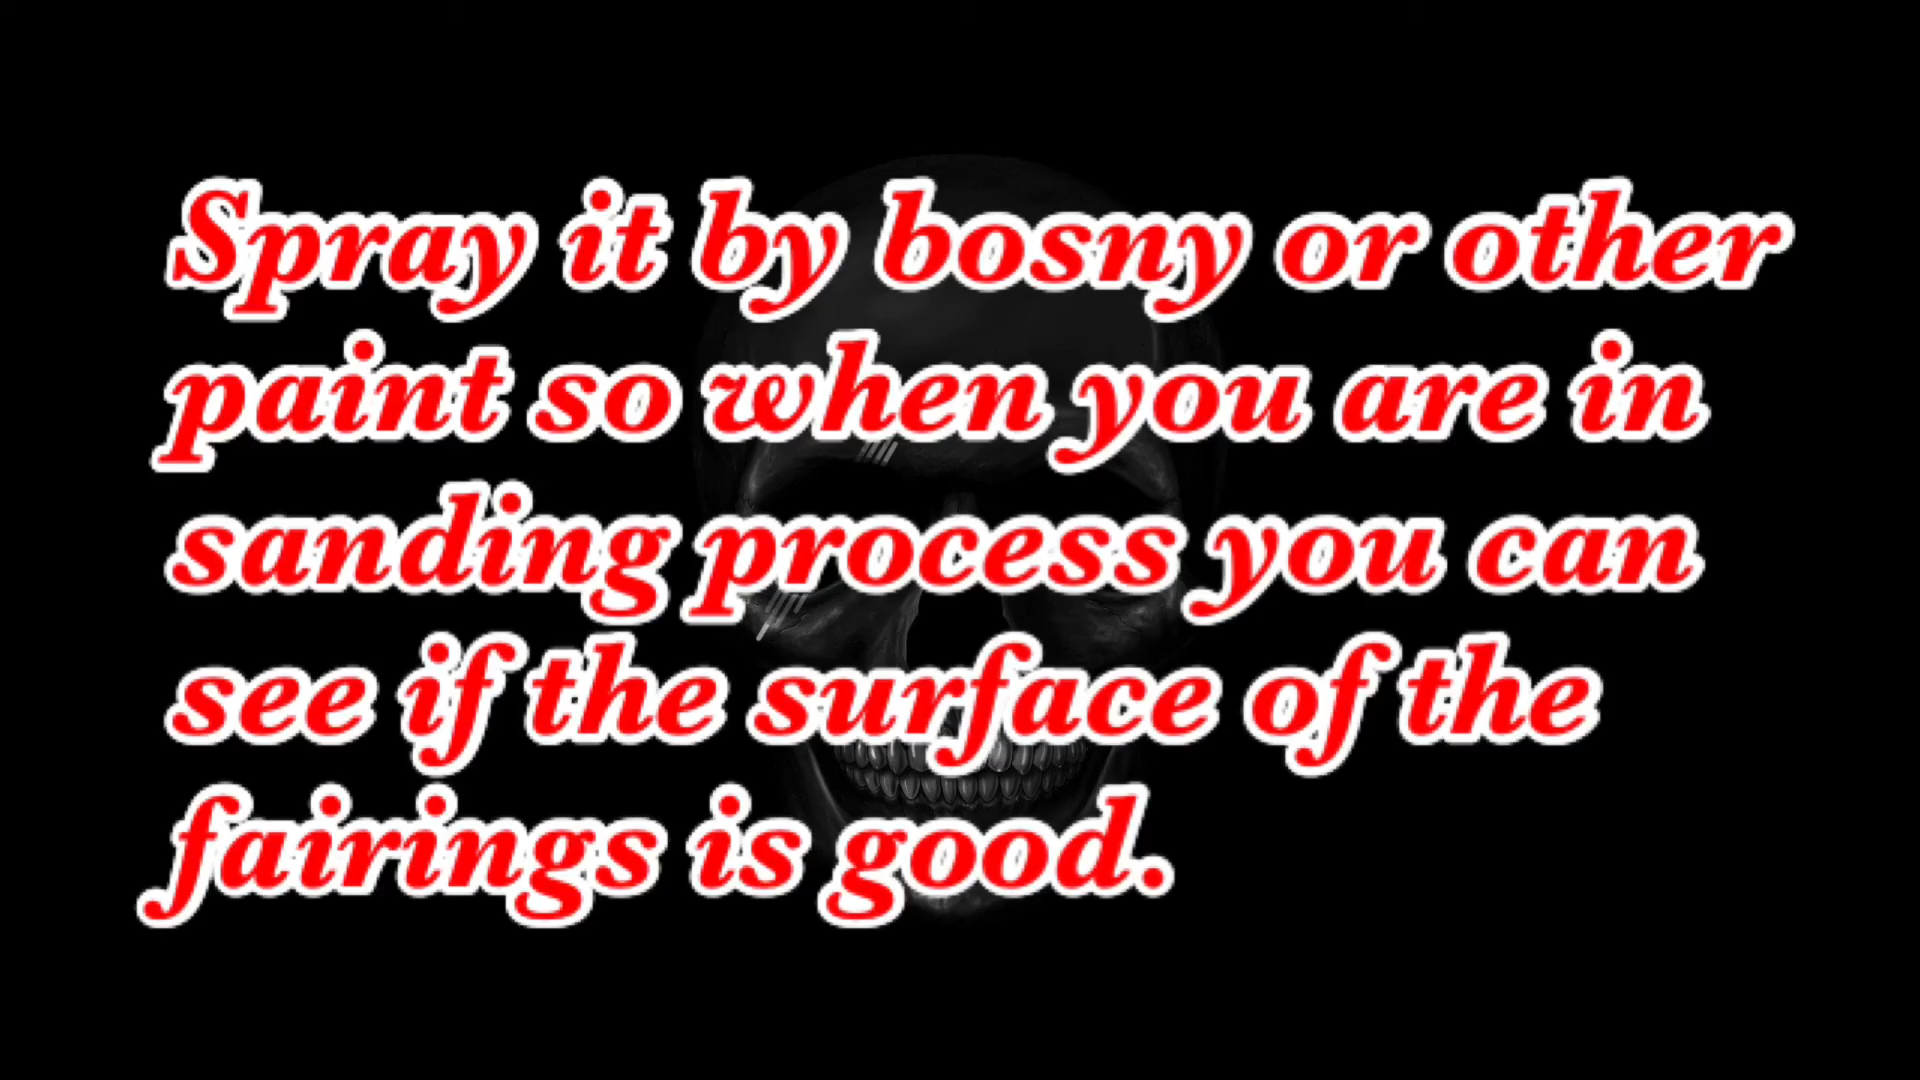 Spray it by bosny or other
paint so when you are in
sanding process you can
see if the surface of the
fairings is good.